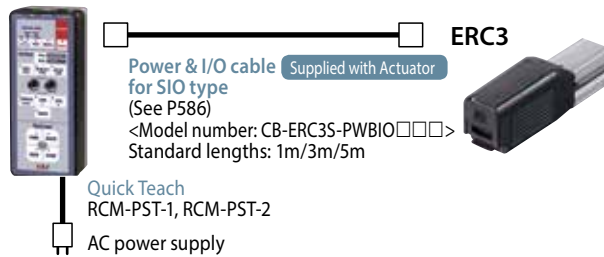 ERC3
Power & I/O cable Supplied with Actuator
for SIO type
(See P586)
<Model number: CB-ERC3S-PWBIO□□□>
Standard lengths: 1m/3m/5m
Quick Teach
RCM-PST-1, RCM-PST-2
AC power supply